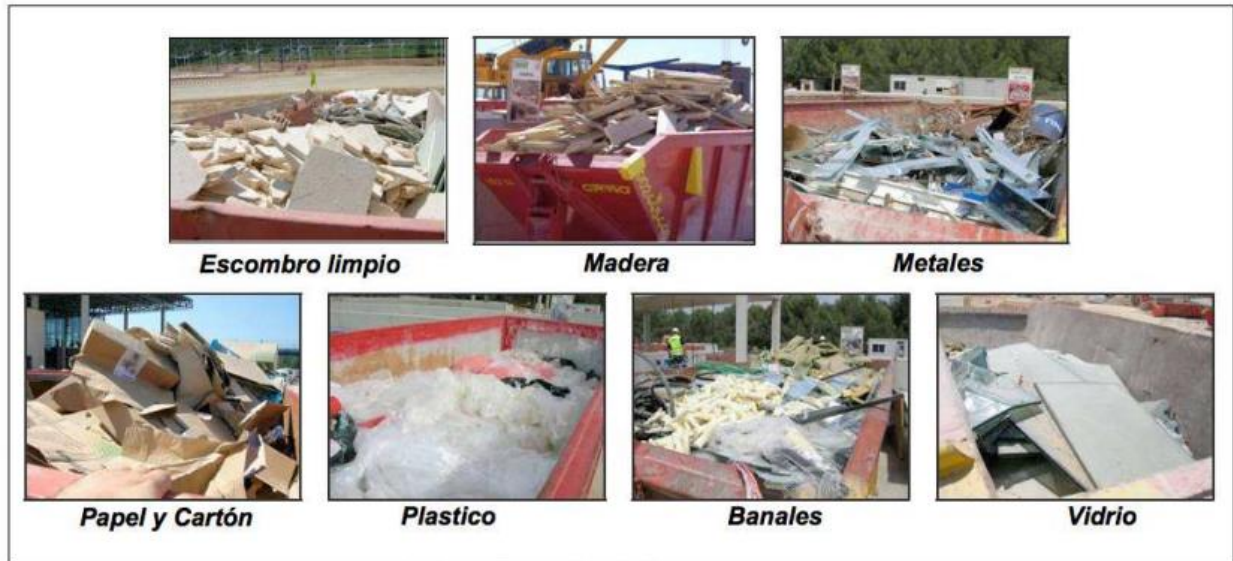 Escombro limpio
Madera
Metales
Papel y Cartón
Plastico
Banales
Vidrio